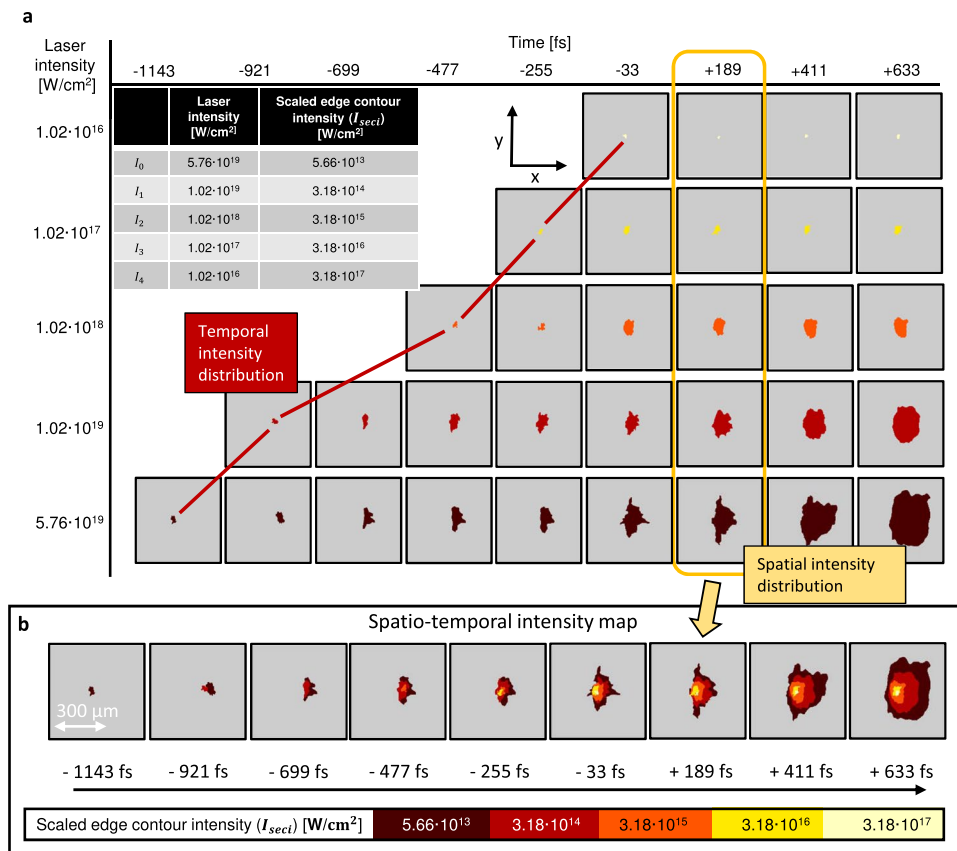 a
Laser
intensity
[W/cm²]
Time [fs]
-1143 -921 -699 -477 -255 -33 +189 +411 +633
Laser
intensity
[W/cm²]
Scaled edge contour
intensity (I_seci)
[W/cm²]
I₀ 5.76·10¹⁹ 5.66·10¹³
I₁ 1.02·10¹⁹ 3.18·10¹⁴
I₂ 1.02·10¹⁸ 3.18·10¹⁵
I₃ 1.02·10¹⁷ 3.18·10¹⁶
I₄ 1.02·10¹⁶ 3.18·10¹⁷
y
x
1.02·10¹⁶
1.02·10¹⁷
1.02·10¹⁸
1.02·10¹⁹
5.76·10¹⁹
Temporal
intensity
distribution
Spatial intensity
distribution
b
Spatio-temporal intensity map
300 µm
- 1143 fs - 921 fs - 699 fs - 477 fs - 255 fs - 33 fs + 189 fs + 411 fs + 633 fs
Scaled edge contour intensity (I_seci) [W/cm²] 5.66·10¹³ 3.18·10¹⁴ 3.18·10¹⁵ 3.18·10¹⁶ 3.18·10¹⁷